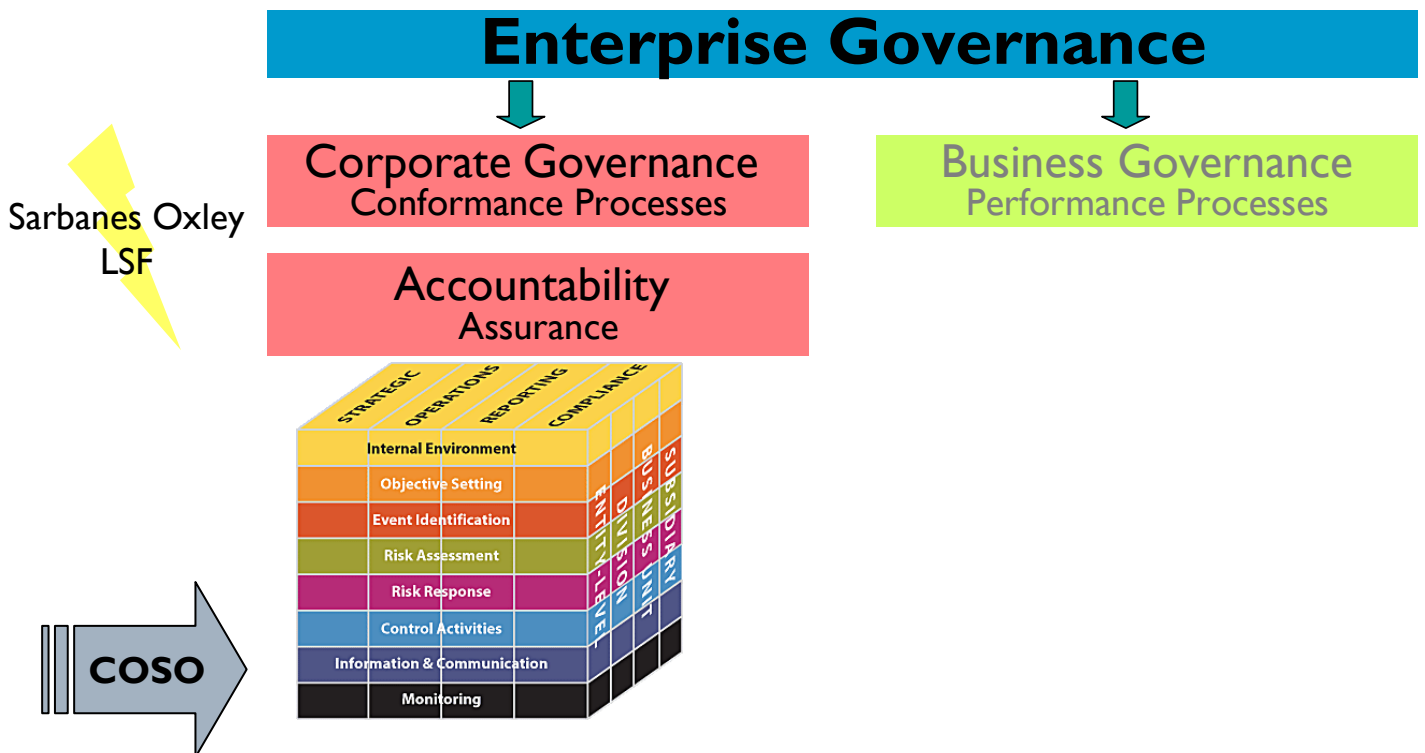 Enterprise Governance
Corporate Governance
Conformance Processes
Business Governance
Performance Processes
Sarbanes Oxley
LSF
Accountability
Assurance
STRATEGIC
OPERATIONS
REPORTING
COMPLIANCE
Internal Environment
Objective Setting
Event Identification
Risk Assessment
Risk Response
Control Activities
Information & Communication
Monitoring
ENTITY-LEVEL
DIVISION
BUSINESS UNIT
SUBSIDIARY
COSO